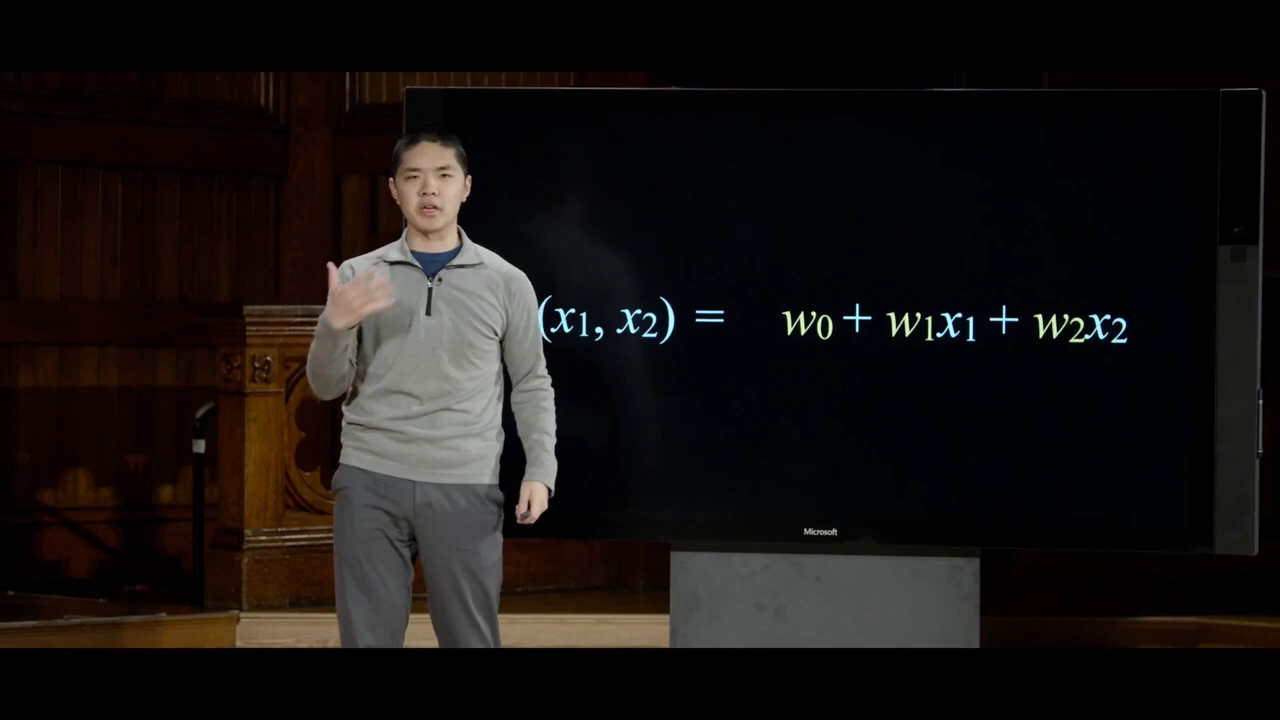 (x₁, x₂) = w₀ + w₁x₁ + w₂x₂
Microsoft